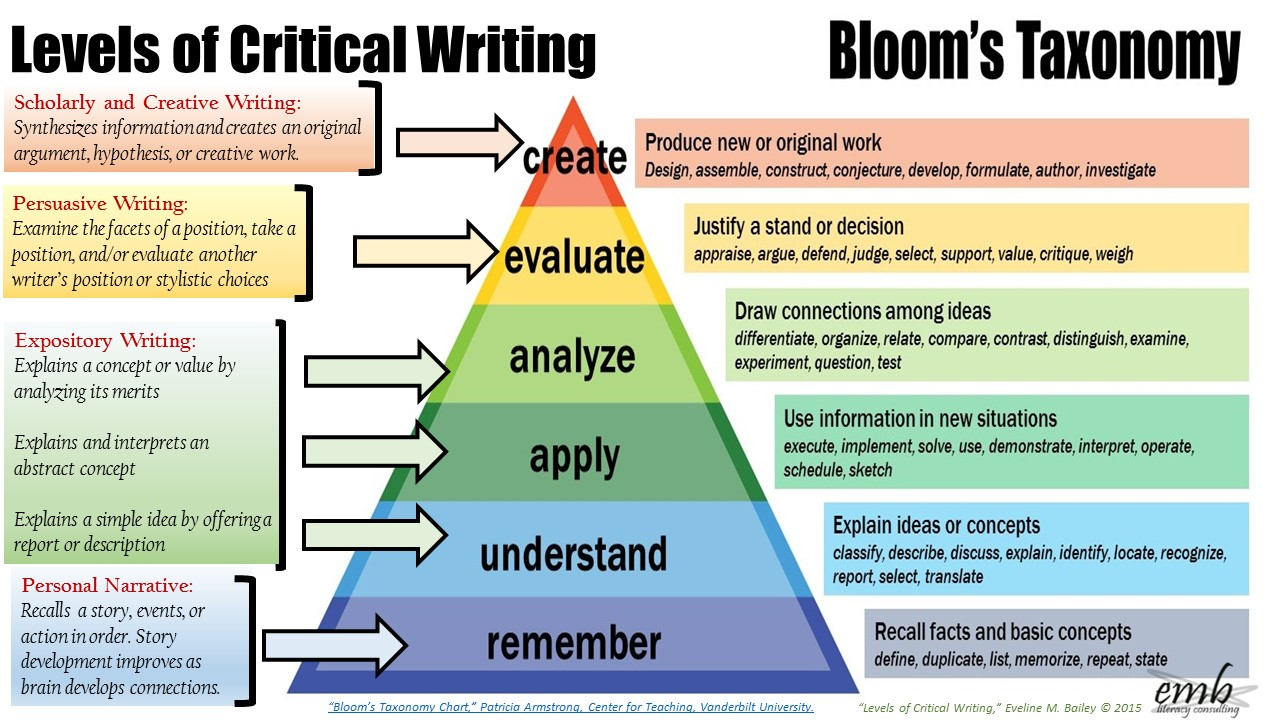 Levels of Critical Writing
Bloom's Taxonomy
Scholarly and Creative Writing:
Synthesizes information and creates an original
argument, hypothesis, or creative work.
Persuasive Writing:
Examine the facets of a position, take a
position, and/or evaluate another
writer's position or stylistic choices
Expository Writing:
Explains a concept or value by
analyzing its merits
Explains and interprets an
abstract concept
Explains a simple idea by offering a
report or description
Personal Narrative:
Recalls a story, events, or
action in order. Story
development improves as
brain develops connections.
create
evaluate
analyze
apply
understand
remember
Produce new or original work
Design, assemble, construct, conjecture, develop, formulate, author, investigate
Justify a stand or decision
appraise, argue, defend, judge, select, support, value, critique, weigh
Draw connections among ideas
differentiate, organize, relate, compare, contrast, distinguish, examine,
experiment, question, test
Use information in new situations
execute, implement, solve, use, demonstrate, interpret, operate,
schedule, sketch
Explain ideas or concepts
classify, describe, discuss, explain, identify, locate, recognize,
report, select, translate
Recall facts and basic concepts
define, duplicate, list, memorize, repeat, state
"Bloom's Taxonomy Chart," Patricia Armstrong, Center for Teaching, Vanderbilt University.
"Levels of Critical Writing," Eveline M. Bailey © 2015
emb
literacy consulting